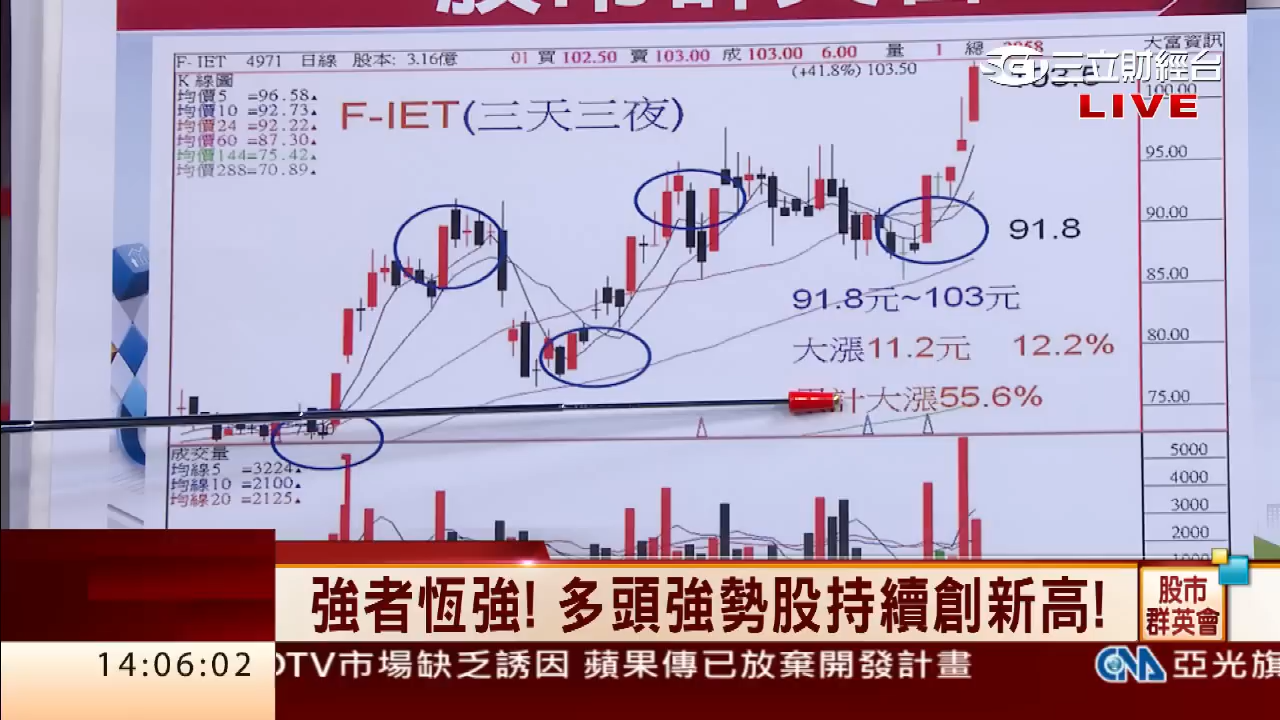 F-IET 4971 日線 股本: 3.16億 01 買 102.50 賣 103.00 成 103.00 6.00 量 1 總
大富資訊
K 線圖
(+41.8%) 103.50
三立財經台
LIVE
均價5 =96.58▲
均價10 =92.73▲
均價24 =92.22▲
均價60 =87.30▲
均價144=75.42▲
均價288=70.89▲
F-IET(三天三夜)
100.00
95.00
90.00
85.00
80.00
75.00
91.8
91.8元~103元
大漲11.2元 12.2%
累計大漲55.6%
成交量
均線5 =3224▲
均線10 =2100▲
均線20 =2125▲
5000
4000
3000
2000
強者恆強! 多頭強勢股持續創新高!
股市
群英會
14:06:02
DTV市場缺乏誘因 蘋果傳已放棄開發計畫
CNA 亞光旗